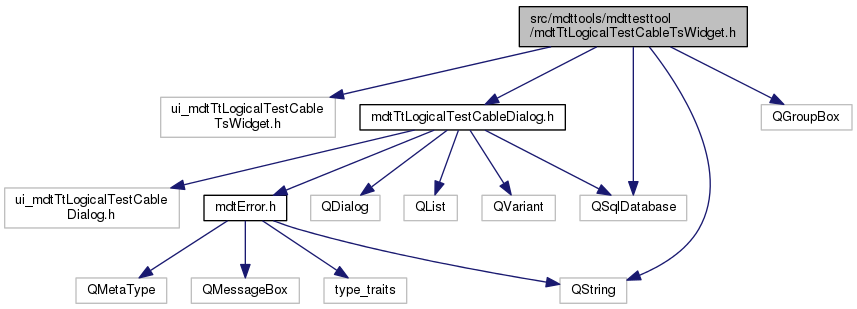 src/mdttools/mdttesttool
/mdtTtLogicalTestCableTsWidget.h
ui_mdtTtLogicalTestCable
TsWidget.h
mdtTtLogicalTestCableDialog.h
QGroupBox
ui_mdtTtLogicalTestCable
Dialog.h
mdtError.h
QDialog
QList
QVariant
QSqlDatabase
QMetaType
QMessageBox
type_traits
QString